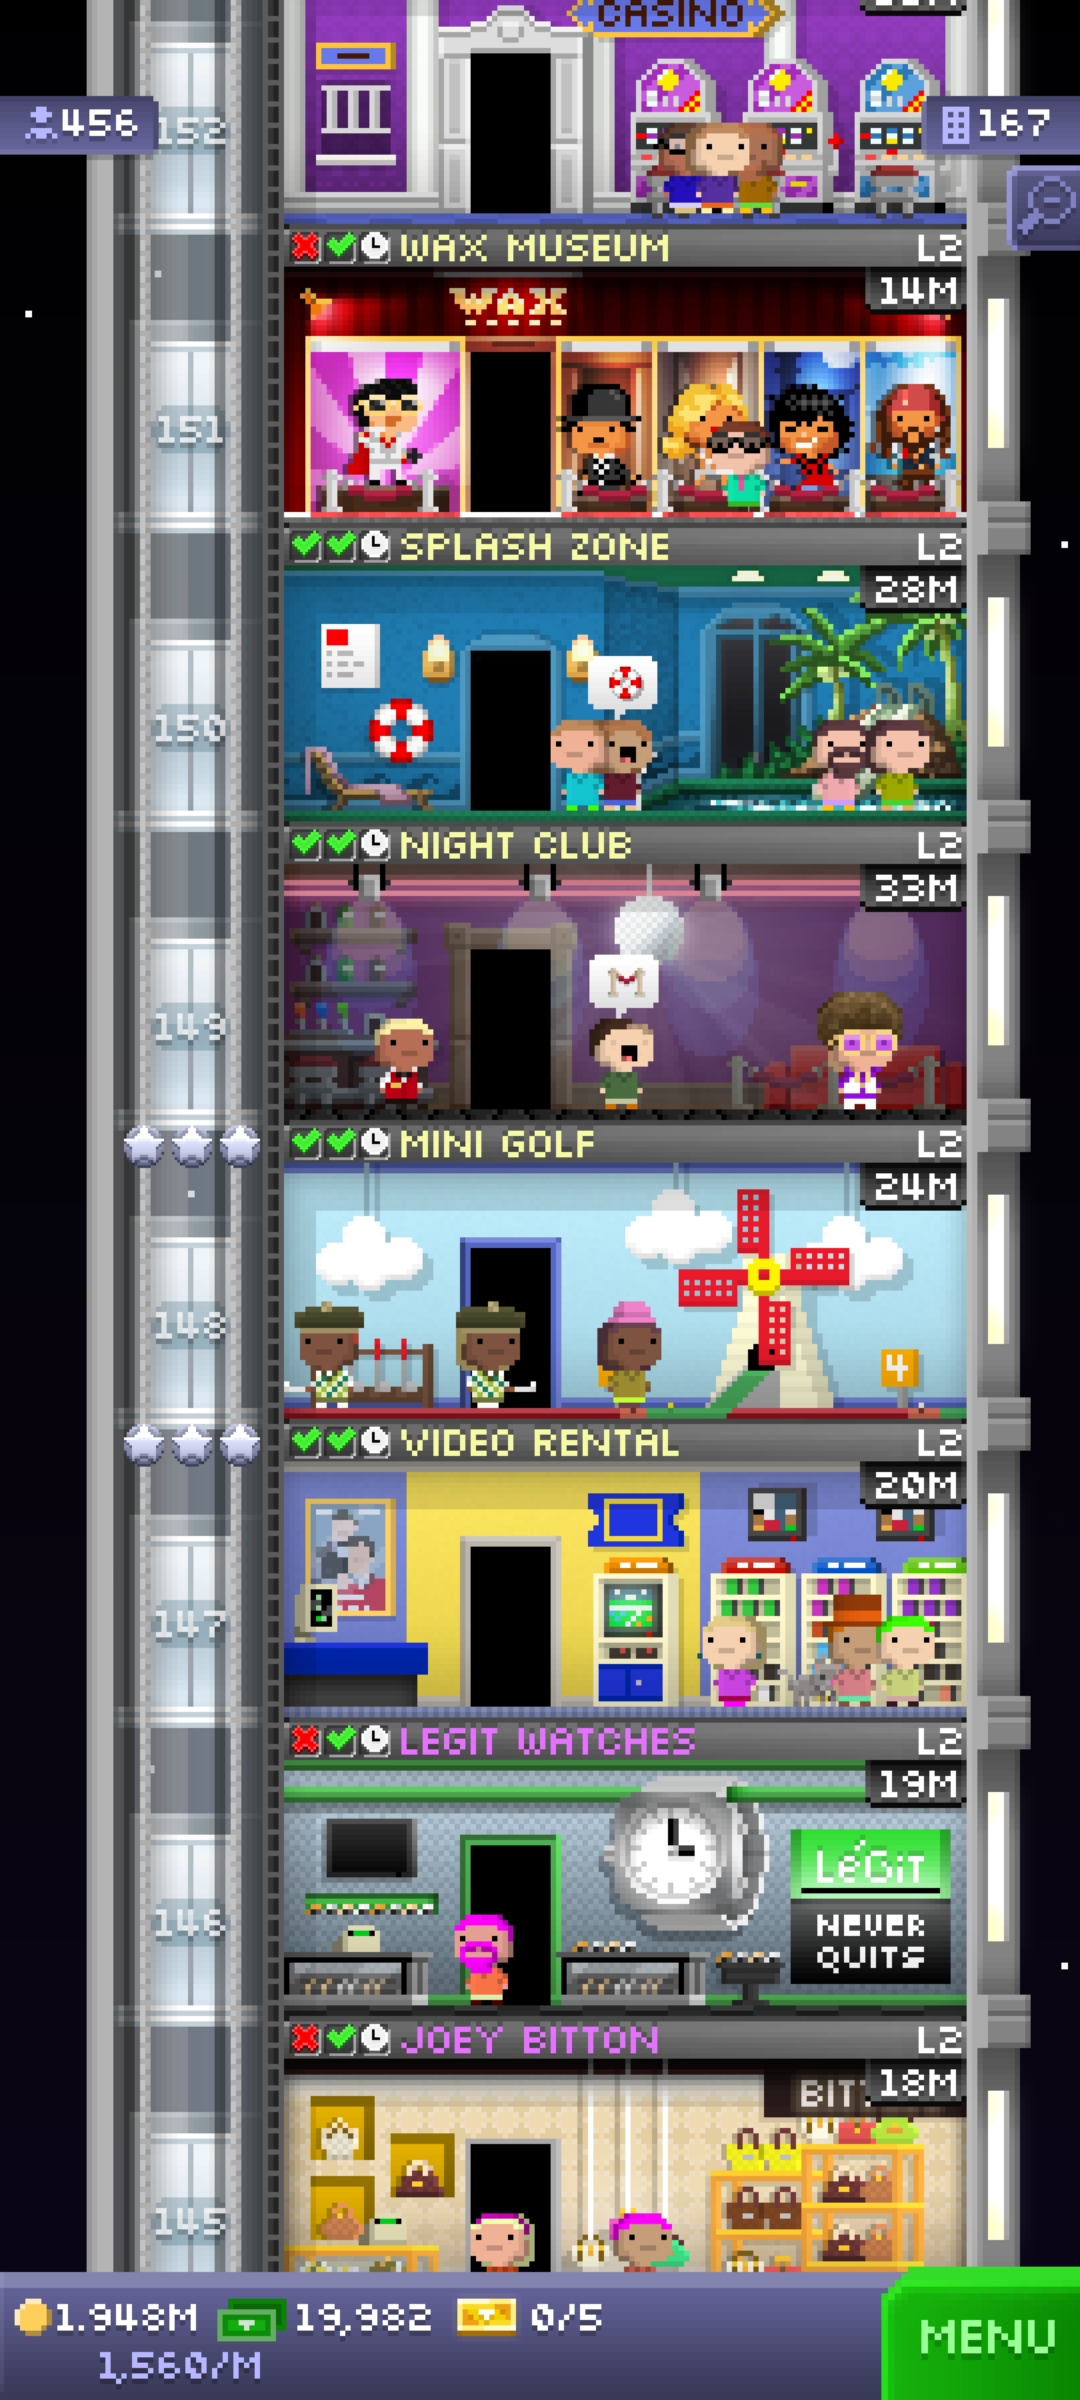 CASINO
456
152
167
WAX MUSEUM L2
14M
WAX
151
SPLASH ZONE L2
28M
150
NIGHT CLUB L2
33M
M
149
MINI GOLF L2
24M
148
4
VIDEO RENTAL L2
20M
147
LEGIT WATCHES L2
19M
LéGiT
NEVER
QUITS
146
JOEY BITTON L2
18M
BIT
145
1.948M 19,982 0/5
1,560/M
MENU